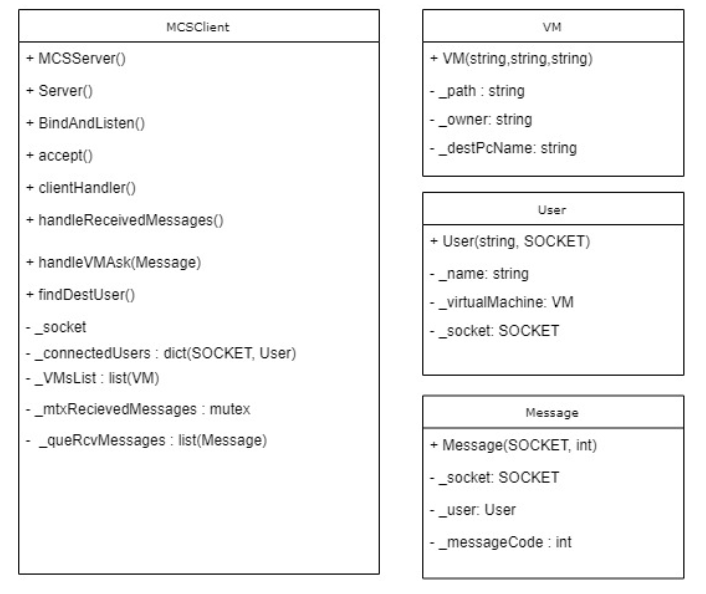 MCSClient
+ MCSServer()
+ Server()
+ BindAndListen()
+ accept()
+ clientHandler()
+ handleReceivedMessages()
+ handleVMAsk(Message)
+ findDestUser()
- _socket
- _connectedUsers : dict(SOCKET, User)
- _VMsList : list(VM)
- _mtxRecievedMessages : mutex
- _queRcvMessages : list(Message)
VM
+ VM(string,string,string)
- _path : string
- _owner: string
- _destPcName: string
User
+ User(string, SOCKET)
- _name: string
- _virtualMachine: VM
- _socket: SOCKET
Message
+ Message(SOCKET, int)
- _socket: SOCKET
- _user: User
- _messageCode : int